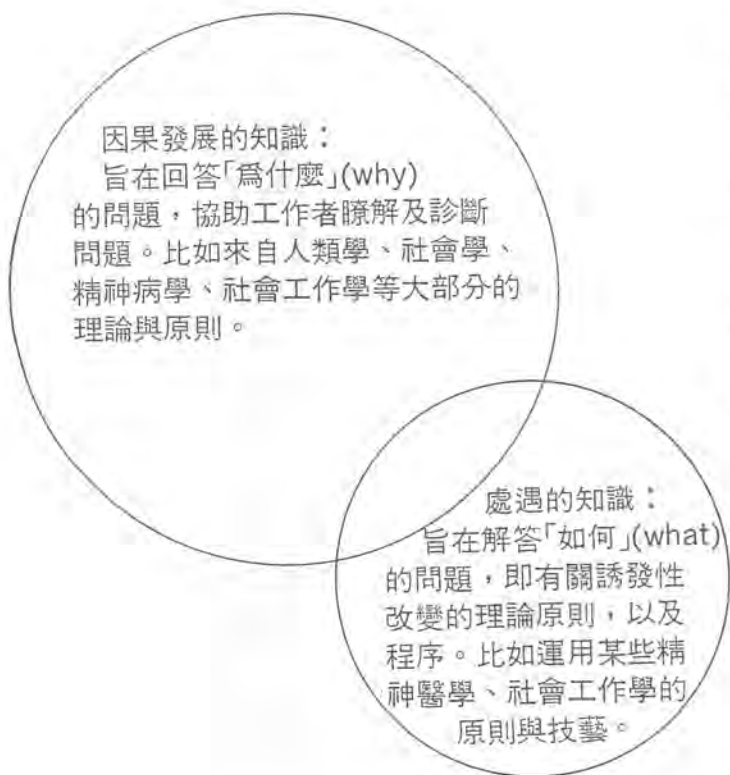 因果發展的知識：
旨在回答「爲什麼」(why)
的問題，協助工作者瞭解及診斷
問題。比如來自人類學、社會學、
精神病學、社會工作學等大部分的
理論與原則。
處遇的知識：
旨在解答「如何」(what)
的問題，即有關誘發性
改變的理論原則，以及
程序。比如運用某些精
神醫學、社會工作學的
原則與技藝。